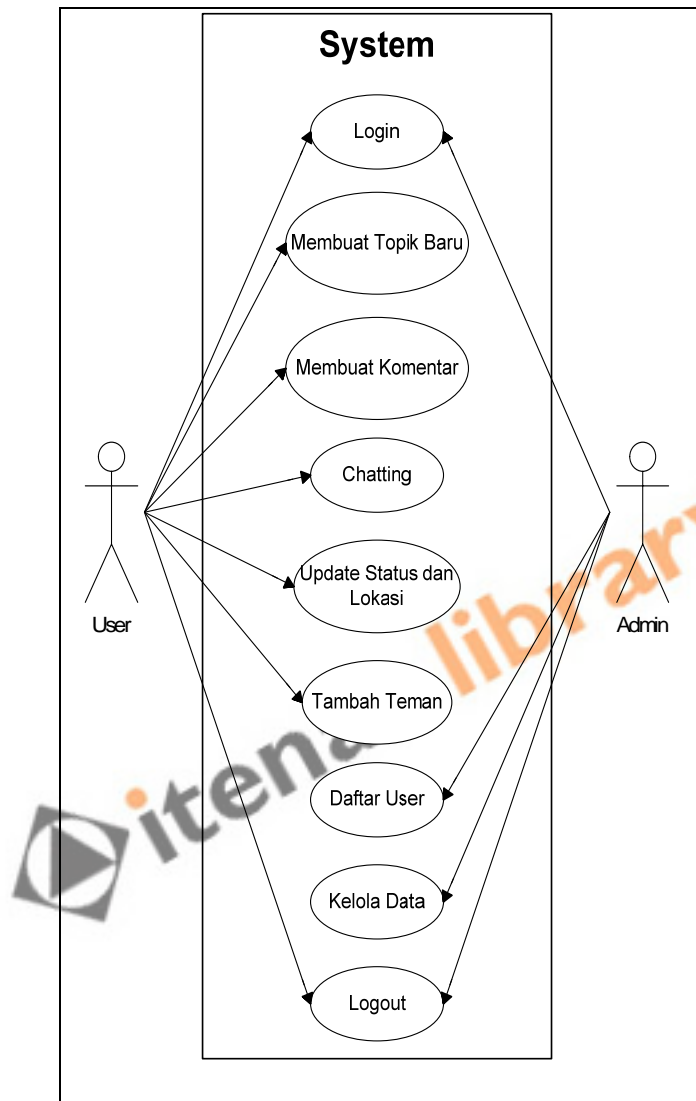 System
Login
Membuat Topik Baru
Membuat Komentar
Chatting
Update Status dan
Lokasi
User
Admin
Tambah Teman
Daftar User
Kelola Data
Logout
library